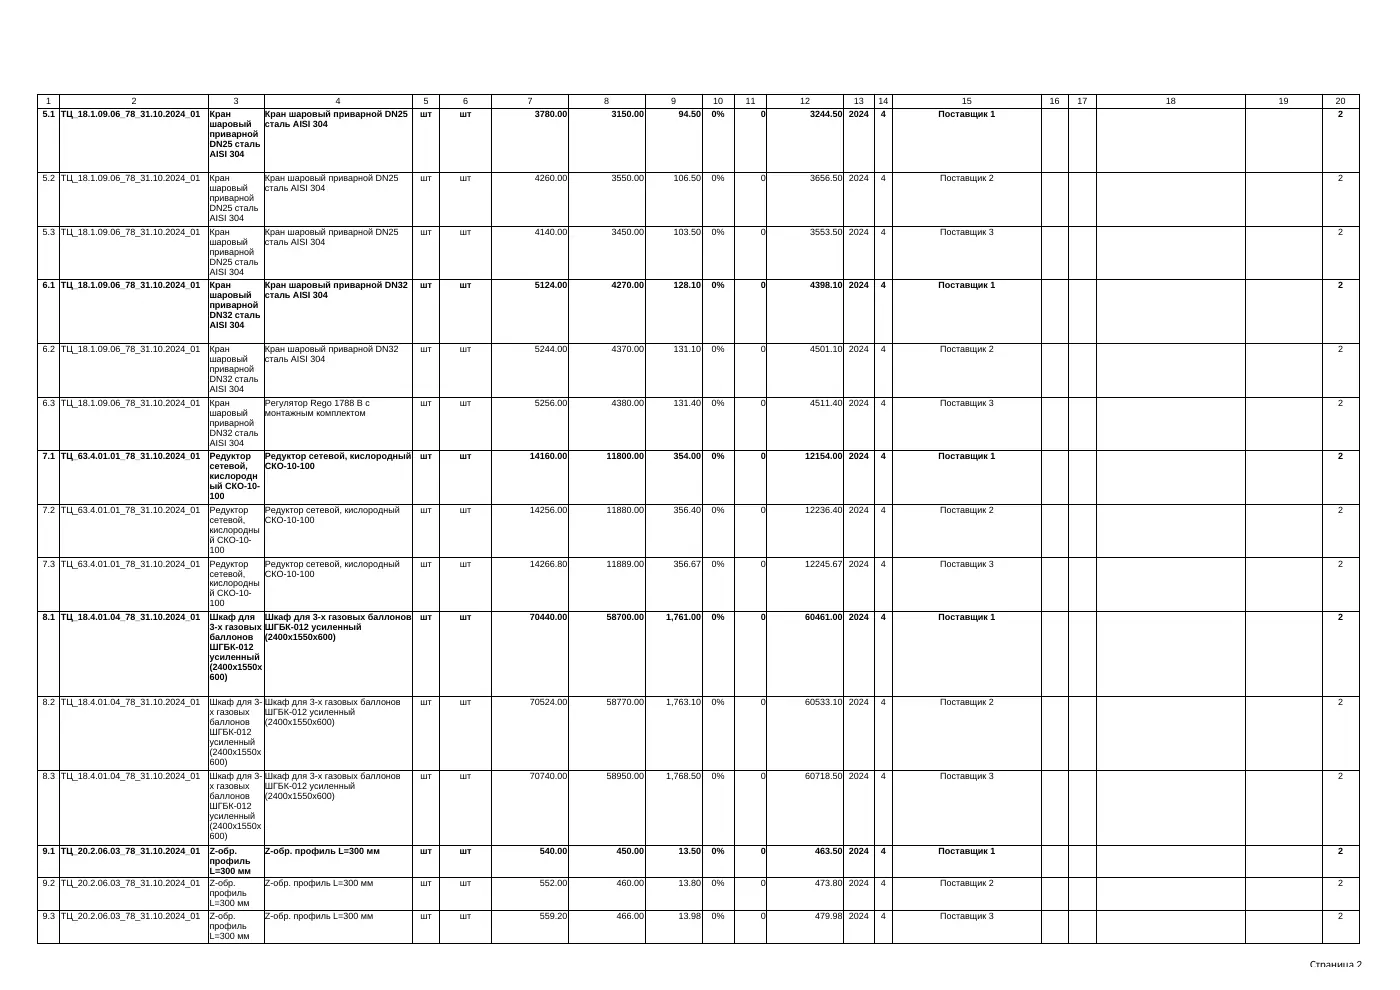 1 2 3 4 5 6 7 8 9 10 11 12 13 14 15 16 17 18 19 20
5.1 ТЦ_18.1.09.06_78_31.10.2024_01 Кран Кран шаровый приварной DN25 шт шт 3780.00 3150.00 94.50 0% 0 3244.50 2024 4 Поставщик 1 2
шаровый сталь AISI 304
приварной
DN25 сталь
AISI 304
5.2 ТЦ_18.1.09.06_78_31.10.2024_01 Кран Кран шаровый приварной DN25 шт шт 4260.00 3550.00 106.50 0% 0 3656.50 2024 4 Поставщик 2 2
шаровый сталь AISI 304
приварной
DN25 сталь
AISI 304
5.3 ТЦ_18.1.09.06_78_31.10.2024_01 Кран Кран шаровый приварной DN25 шт шт 4140.00 3450.00 103.50 0% 0 3553.50 2024 4 Поставщик 3 2
шаровый сталь AISI 304
приварной
DN25 сталь
AISI 304
6.1 ТЦ_18.1.09.06_78_31.10.2024_01 Кран Кран шаровый приварной DN32 шт шт 5124.00 4270.00 128.10 0% 0 4398.10 2024 4 Поставщик 1 2
шаровый сталь AISI 304
приварной
DN32 сталь
AISI 304
6.2 ТЦ_18.1.09.06_78_31.10.2024_01 Кран Кран шаровый приварной DN32 шт шт 5244.00 4370.00 131.10 0% 0 4501.10 2024 4 Поставщик 2 2
шаровый сталь AISI 304
приварной
DN32 сталь
AISI 304
6.3 ТЦ_18.1.09.06_78_31.10.2024_01 Кран Регулятор Rego 1788 B с шт шт 5256.00 4380.00 131.40 0% 0 4511.40 2024 4 Поставщик 3 2
шаровый монтажным комплектом
приварной
DN32 сталь
AISI 304
7.1 ТЦ_63.4.01.01_78_31.10.2024_01 Редуктор Редуктор сетевой, кислородный шт шт 14160.00 11800.00 354.00 0% 0 12154.00 2024 4 Поставщик 1 2
сетевой, СКО-10-100
кислородн
ый СКО-10-
100
7.2 ТЦ_63.4.01.01_78_31.10.2024_01 Редуктор Редуктор сетевой, кислородный шт шт 14256.00 11880.00 356.40 0% 0 12236.40 2024 4 Поставщик 2 2
сетевой, СКО-10-100
кислородны
й СКО-10-
100
7.3 ТЦ_63.4.01.01_78_31.10.2024_01 Редуктор Редуктор сетевой, кислородный шт шт 14266.80 11889.00 356.67 0% 0 12245.67 2024 4 Поставщик 3 2
сетевой, СКО-10-100
кислородны
й СКО-10-
100
8.1 ТЦ_18.4.01.04_78_31.10.2024_01 Шкаф для Шкаф для 3-х газовых баллонов шт шт 70440.00 58700.00 1,761.00 0% 0 60461.00 2024 4 Поставщик 1 2
3-х газовых ШГБК-012 усиленный
баллонов (2400х1550х600)
ШГБК-012
усиленный
(2400х1550х
600)
8.2 ТЦ_18.4.01.04_78_31.10.2024_01 Шкаф для 3- Шкаф для 3-х газовых баллонов шт шт 70524.00 58770.00 1,763.10 0% 0 60533.10 2024 4 Поставщик 2 2
х газовых ШГБК-012 усиленный
баллонов (2400х1550х600)
ШГБК-012
усиленный
(2400х1550х
600)
8.3 ТЦ_18.4.01.04_78_31.10.2024_01 Шкаф для 3- Шкаф для 3-х газовых баллонов шт шт 70740.00 58950.00 1,768.50 0% 0 60718.50 2024 4 Поставщик 3 2
х газовых ШГБК-012 усиленный
баллонов (2400х1550х600)
ШГБК-012
усиленный
(2400х1550х
600)
9.1 ТЦ_20.2.06.03_78_31.10.2024_01 Z-обр. Z-обр. профиль L=300 мм шт шт 540.00 450.00 13.50 0% 0 463.50 2024 4 Поставщик 1 2
профиль
L=300 мм
9.2 ТЦ_20.2.06.03_78_31.10.2024_01 Z-обр. Z-обр. профиль L=300 мм шт шт 552.00 460.00 13.80 0% 0 473.80 2024 4 Поставщик 2 2
профиль
L=300 мм
9.3 ТЦ_20.2.06.03_78_31.10.2024_01 Z-обр. Z-обр. профиль L=300 мм шт шт 559.20 466.00 13.98 0% 0 479.98 2024 4 Поставщик 3 2
профиль
L=300 мм
Страница 2